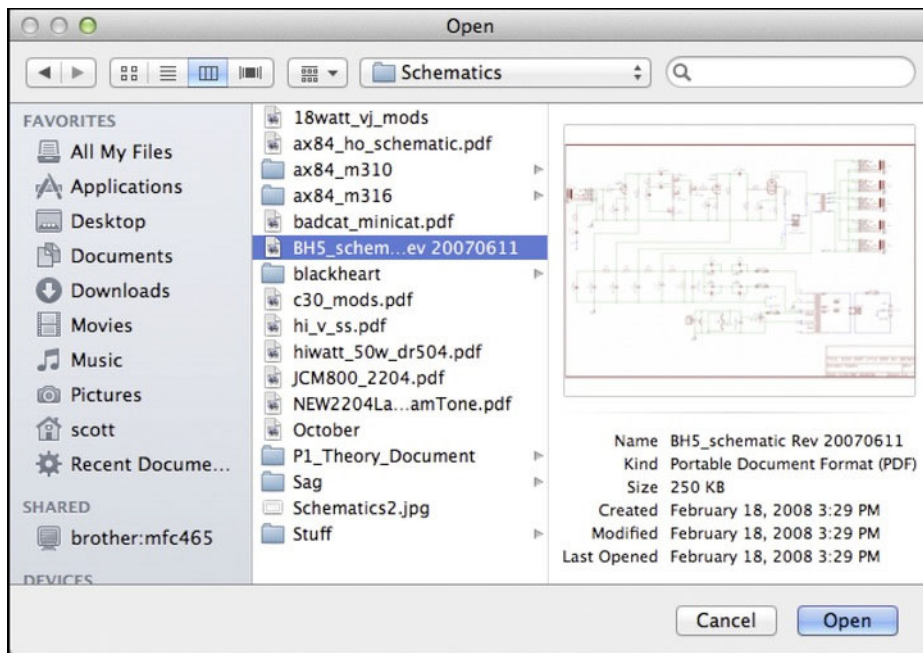 Open
Schematics
FAVORITES
All My Files
Applications
Desktop
Documents
Downloads
Movies
Music
Pictures
scott
Recent Docume...
SHARED
brother:mfc465
DEVICES
18watt_vj_mods
ax84_ho_schematic.pdf
ax84_m310
ax84_m316
badcat_minicat.pdf
BH5_schem...ev 20070611
blackheart
c30_mods.pdf
hi_v_ss.pdf
hiwatt_50w_dr504.pdf
JCM800_2204.pdf
NEW2204La...amTone.pdf
October
P1_Theory_Document
Sag
Schematics2.jpg
Stuff
Name BH5_schematic Rev 20070611
Kind Portable Document Format (PDF)
Size 250 KB
Created February 18, 2008 3:29 PM
Modified February 18, 2008 3:29 PM
Last Opened February 18, 2008 3:29 PM
Cancel
Open